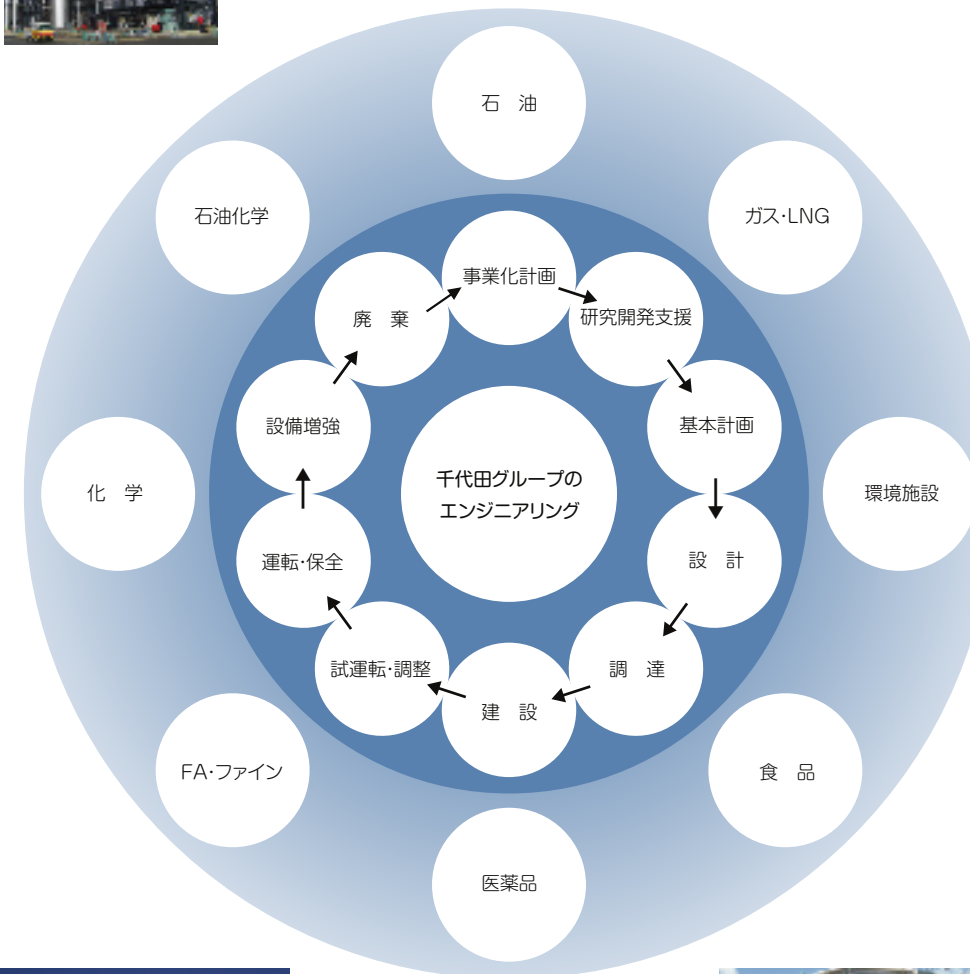 石　油
石油化学
ガス・LNG
事業化計画
廃　棄
研究開発支援
設備増強
基本計画
千代田グループの
エンジニアリング
化　学
環境施設
運転・保全
設　計
試運転・調整
調　達
建　設
FA・ファイン
食　品
医薬品